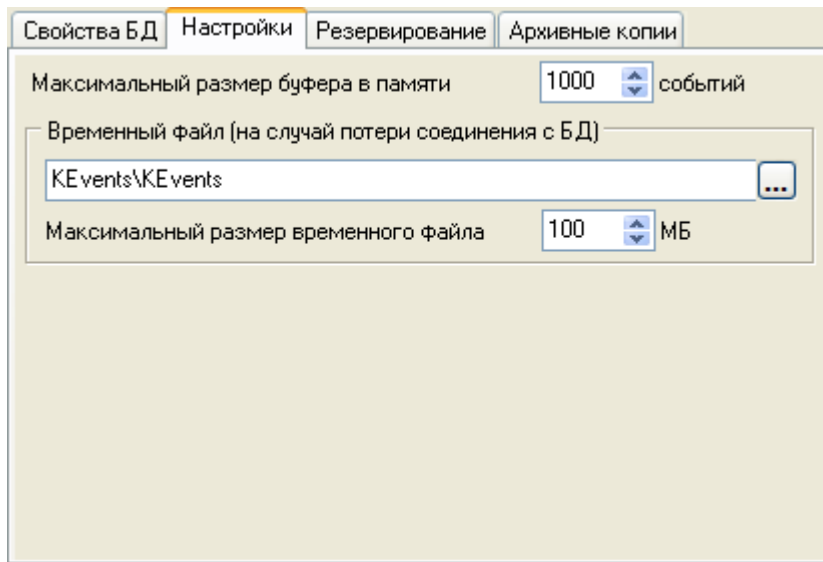 Свойства БД Настройки Резервирование Архивные копии
Максимальный размер буфера в памяти 1000 событий
Временный файл (на случай потери соединения с БД)
KEvents\KEvents ...
Максимальный размер временного файла 100 МБ